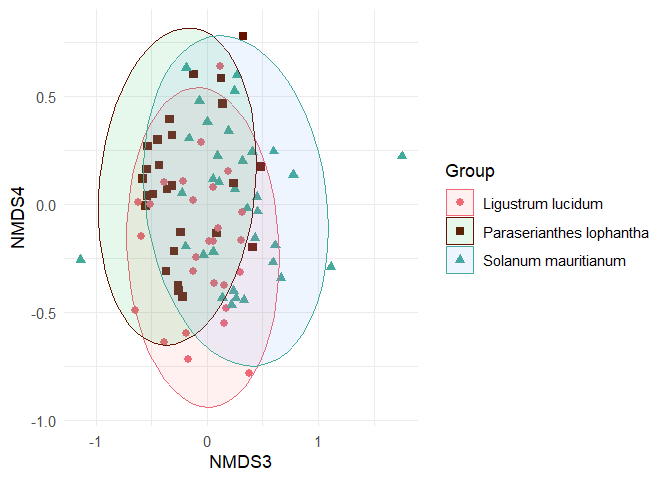 0.5
0.0
-0.5
-1.0
NMDS4
-1
0
1
NMDS3
Group
Ligustrum lucidum
Paraserianthes lophantha
Solanum mauritianum